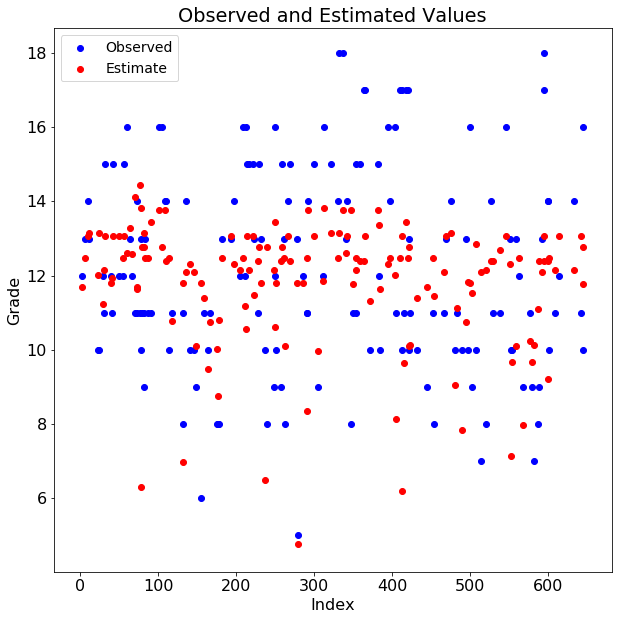 Observed and Estimated Values
Observed
Estimate
18
16
14
12
10
8
6
Grade
0 100 200 300 400 500 600
Index